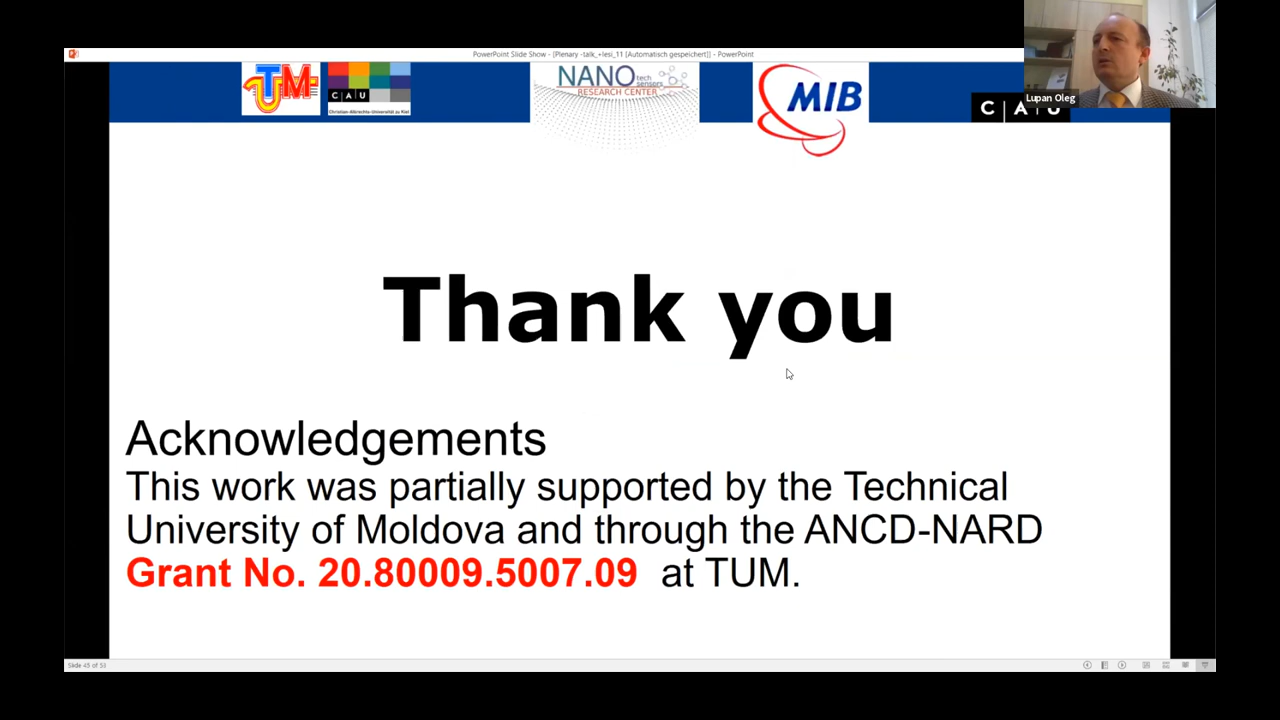 PowerPoint Slide Show - [Plenary -talk_+Iesi_11 [Automatisch gespeichert]] - PowerPoint
TUM
C|A|U
Christian-Albrechts-Universität zu Kiel
NANO tech sensors
RESEARCH CENTER
MIB
C|A|U
Lupan Oleg
Thank you
Acknowledgements
This work was partially supported by the Technical
University of Moldova and through the ANCD-NARD
Grant No. 20.80009.5007.09 at TUM.
Slide 45 of 51